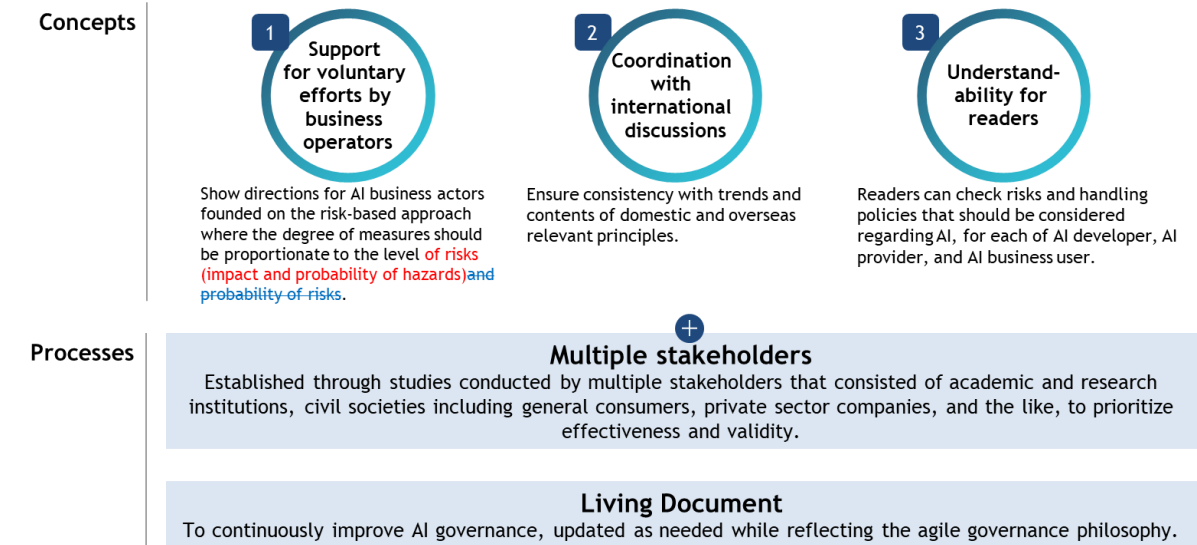 Concepts
1
Support
for voluntary
efforts by
business
operators
Show directions for AI business actors
founded on the risk-based approach
where the degree of measures should
be proportionate to the level of risks
(impact and probability of hazards)and
probability of risks.
2
Coordination
with
international
discussions
Ensure consistency with trends and
contents of domestic and overseas
relevant principles.
3
Understand-
ability for
readers
Readers can check risks and handling
policies that should be considered
regarding AI, for each of AI developer, AI
provider, and AI business user.
+
Processes
Multiple stakeholders
Established through studies conducted by multiple stakeholders that consisted of academic and research
institutions, civil societies including general consumers, private sector companies, and the like, to prioritize
effectiveness and validity.
Living Document
To continuously improve AI governance, updated as needed while reflecting the agile governance philosophy.